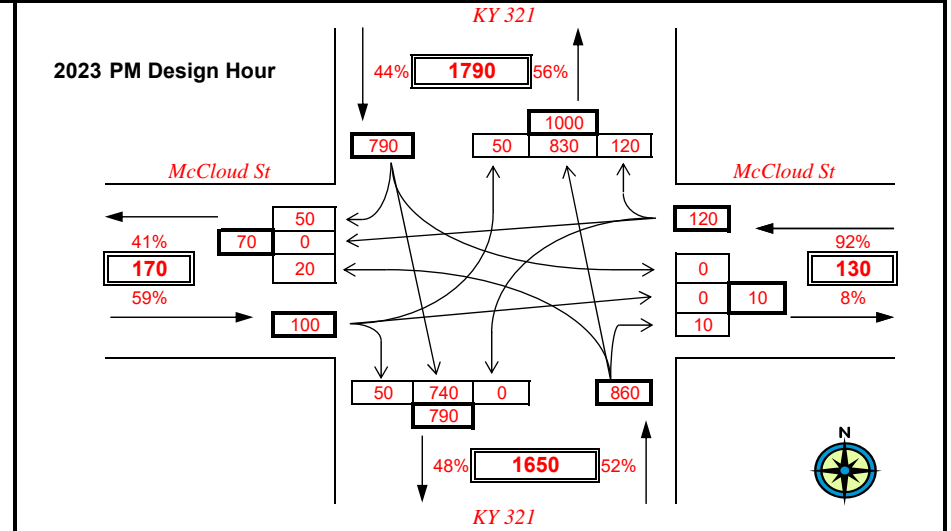 KY 321
2023 PM Design Hour
44% 1790 56%
1000
790 50 830 120
McCloud St McCloud St
50 120
70 0
41% 92%
170 20 0 130
59% 0 10 8%
100 10
50 740 0 860
790
N
48% 1650 52%
KY 321